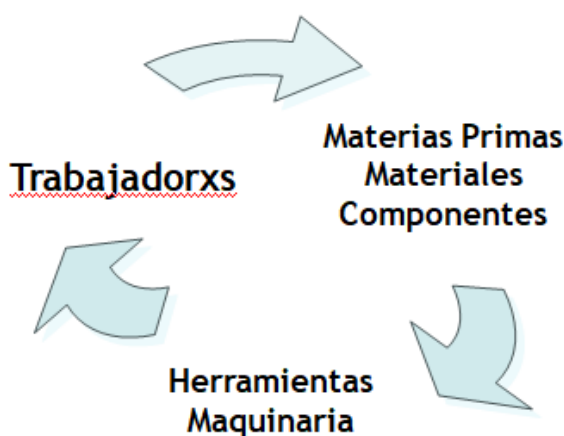 Trabajadorxs
Materias Primas
Materiales
Componentes
Herramientas
Maquinaria